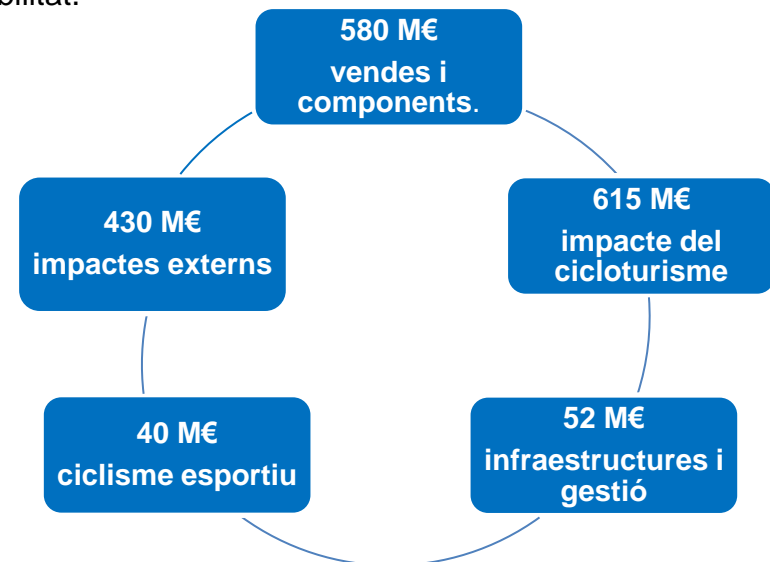 580 M€
vendes i
components.
615 M€
impacte del
cicloturisme
52 M€
infraestructures i
gestió
40 M€
ciclisme esportiu
430 M€
impactes externs